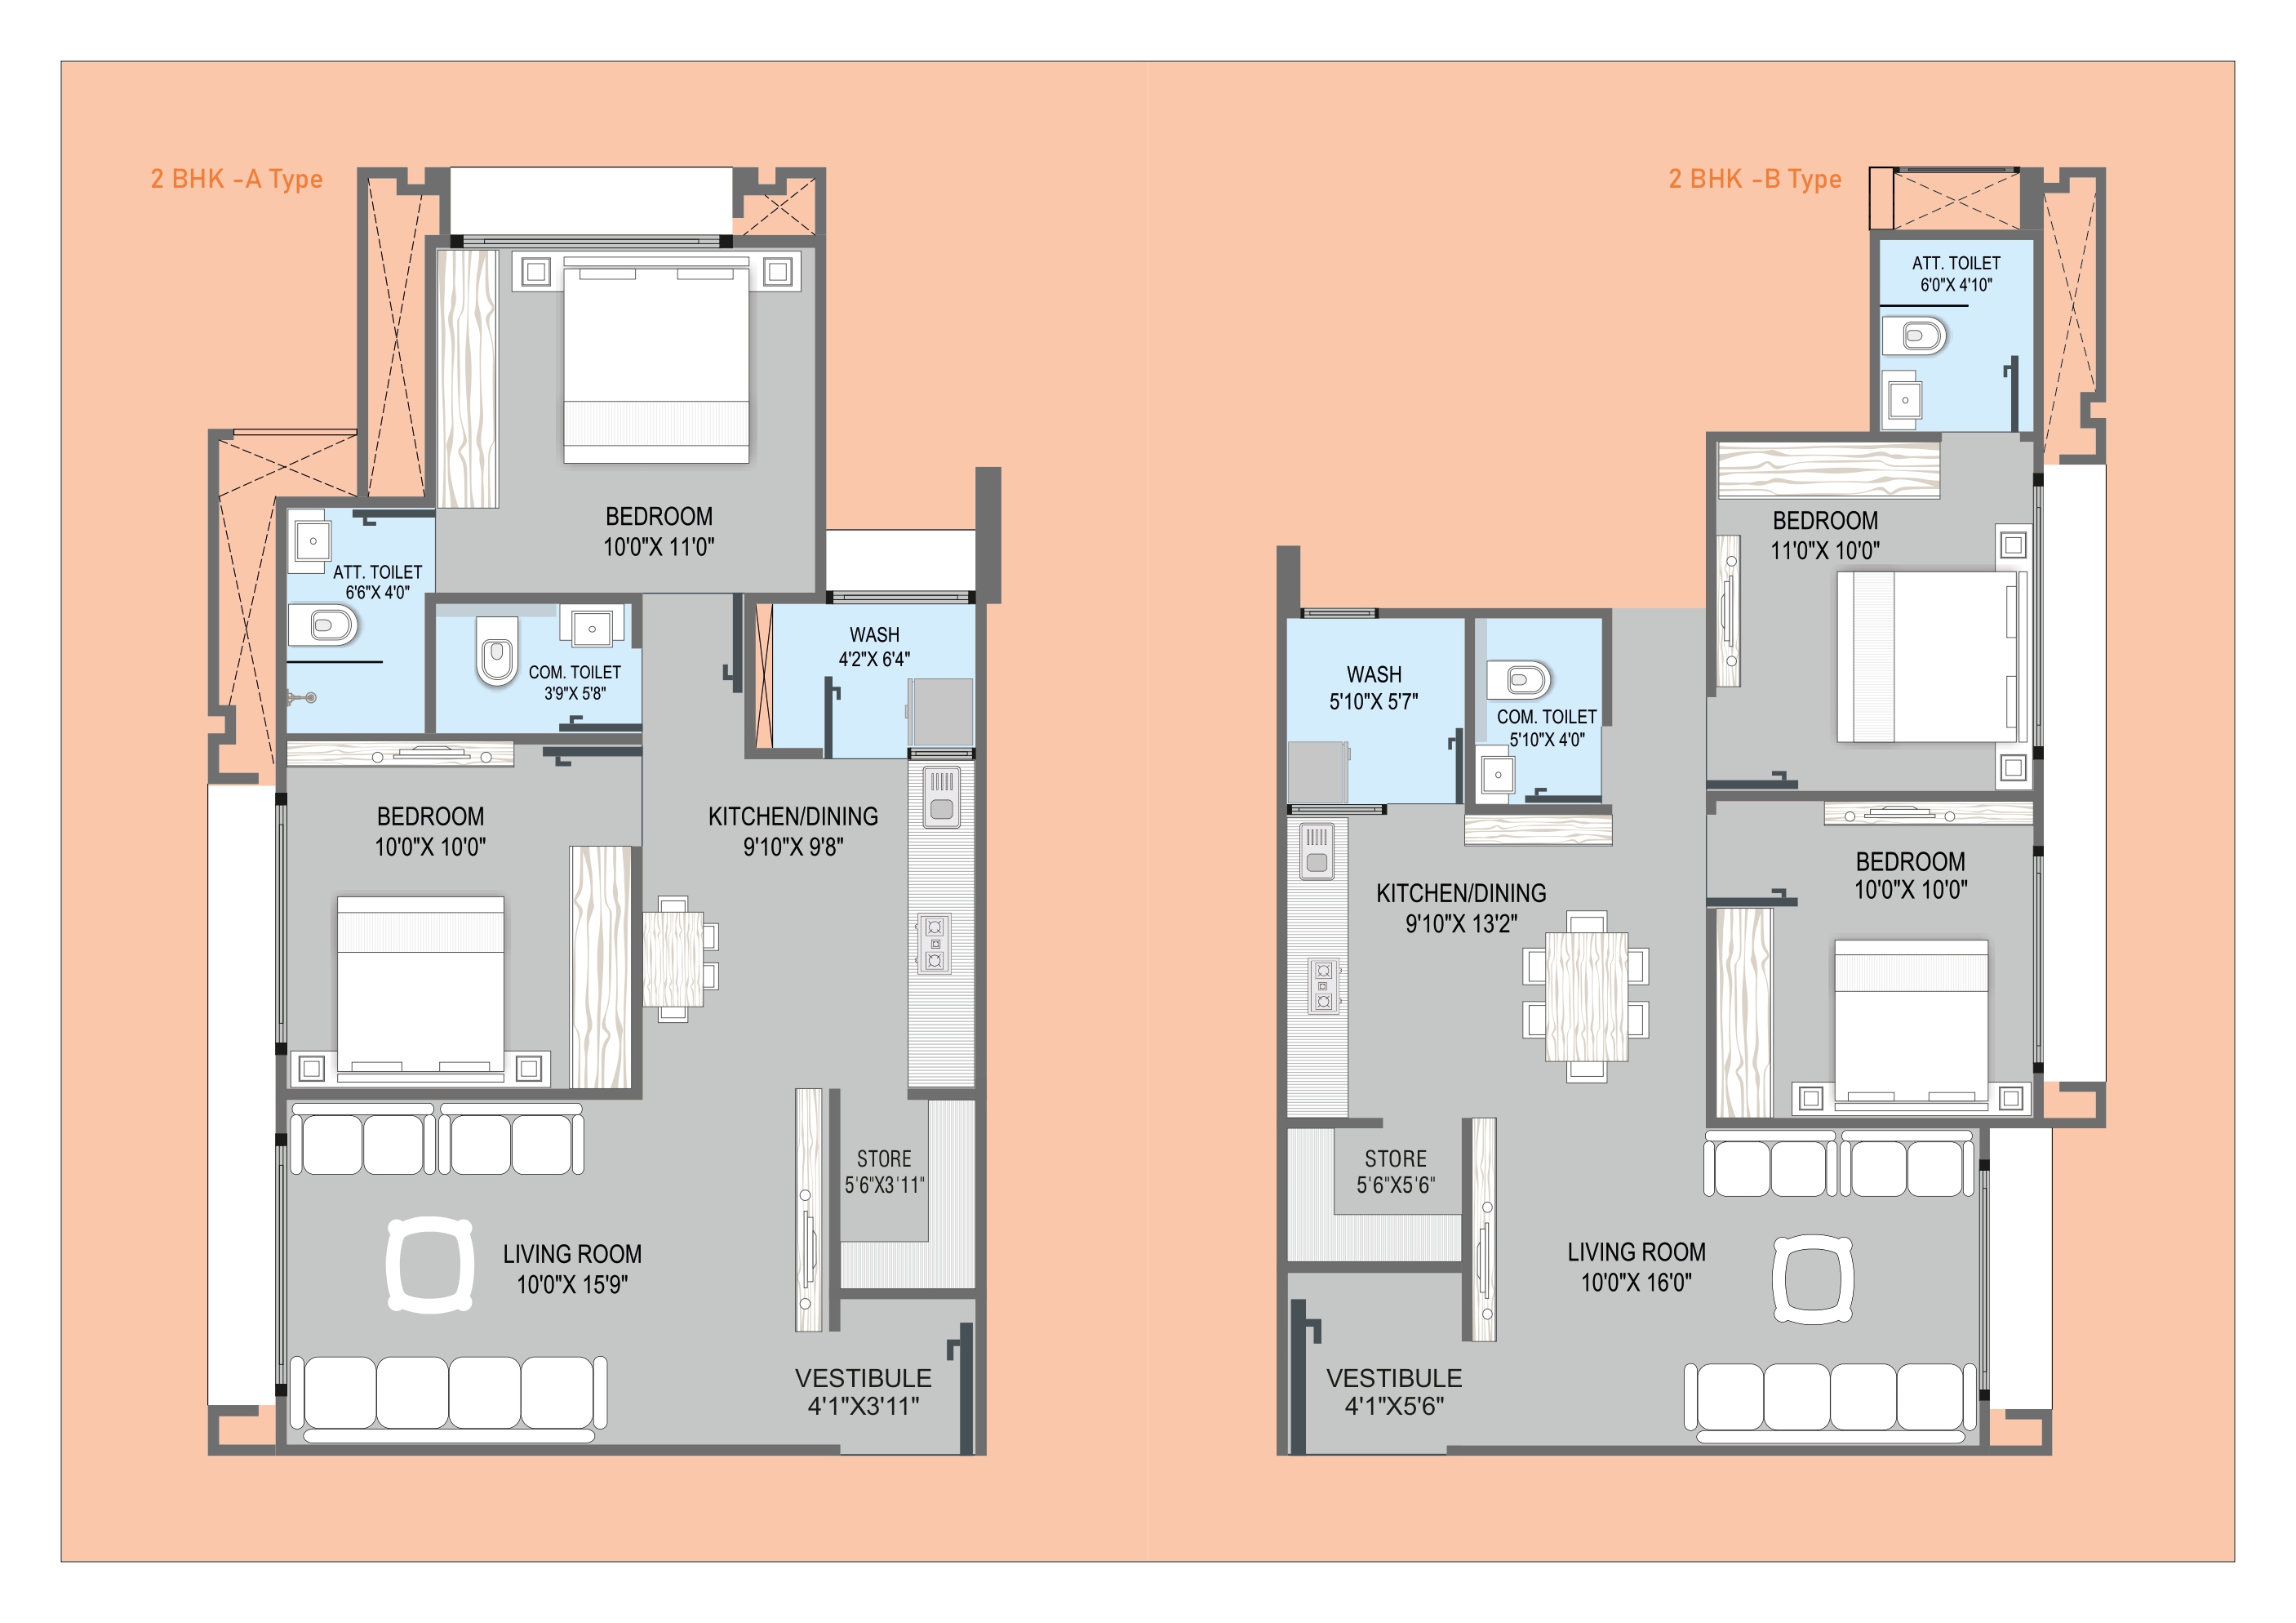 2 BHK -A Type
BEDROOM
10'0"X 11'0"
ATT. TOILET
6'6"X 4'0"
COM. TOILET
3'9"X 5'8"
WASH
4'2"X 6'4"
BEDROOM
10'0"X 10'0"
KITCHEN/DINING
9'10"X 9'8"
STORE
5'6"X3'11"
LIVING ROOM
10'0"X 15'9"
VESTIBULE
4'1"X3'11"
2 BHK -B Type
ATT. TOILET
6'0"X 4'10"
BEDROOM
11'0"X 10'0"
WASH
5'10"X 5'7"
COM. TOILET
5'10"X 4'0"
BEDROOM
10'0"X 10'0"
KITCHEN/DINING
9'10"X 13'2"
STORE
5'6"X5'6"
LIVING ROOM
10'0"X 16'0"
VESTIBULE
4'1"X5'6"